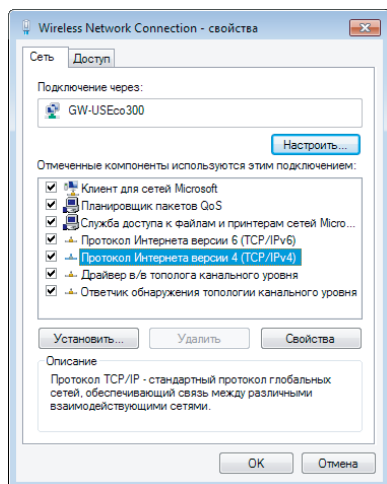 Wireless Network Connection - свойства
Сеть Доступ
Подключение через:
GW-USEco300
Настроить...
Отмеченные компоненты используются этим подключением:
Клиент для сетей Microsoft
Планировщик пакетов QoS
Служба доступа к файлам и принтерам сетей Micro...
Протокол Интернета версии 6 (TCP/IPv6)
Протокол Интернета версии 4 (TCP/IPv4)
Драйвер в/в тополога канального уровня
Ответчик обнаружения топологии канального уровня
Установить... Удалить Свойства
Описание
Протокол TCP/IP - стандартный протокол глобальных
сетей, обеспечивающий связь между различными
взаимодействующими сетями.
OK Отмена